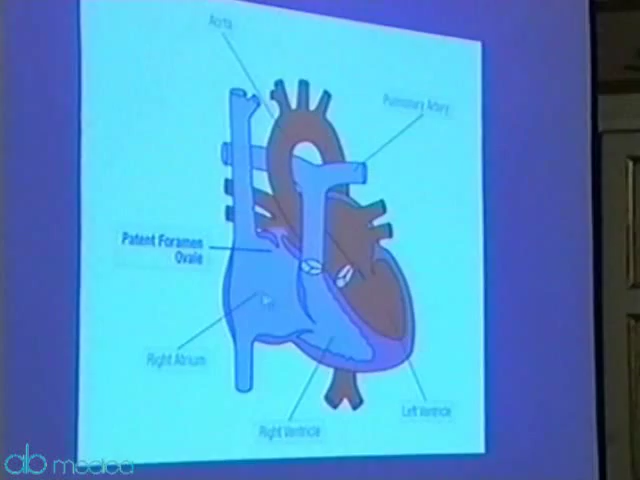 Aorta
Pulmonary Artery
Patent Foramen
Ovale
Right Atrium
Left Ventricle
Right Ventricle
ab medica